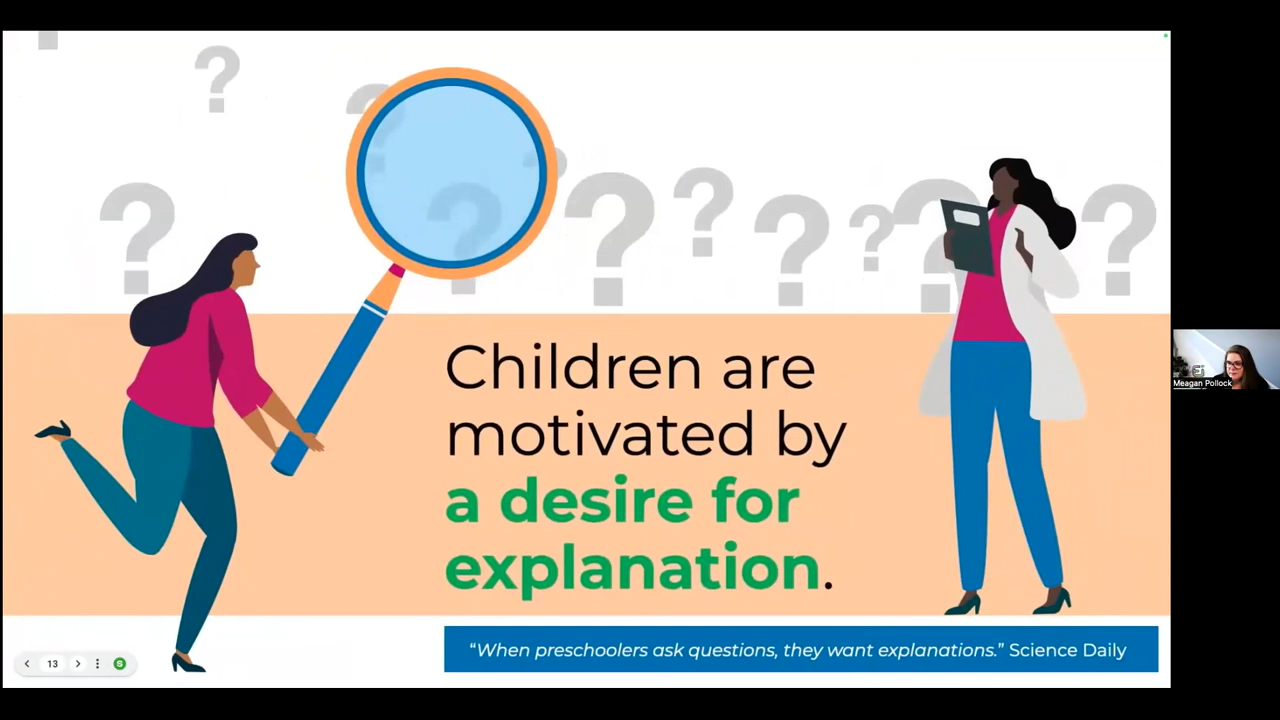 Children are
motivated by
a desire for
explanation.
“When preschoolers ask questions, they want explanations.” Science Daily
13
S
Meagan Pollock